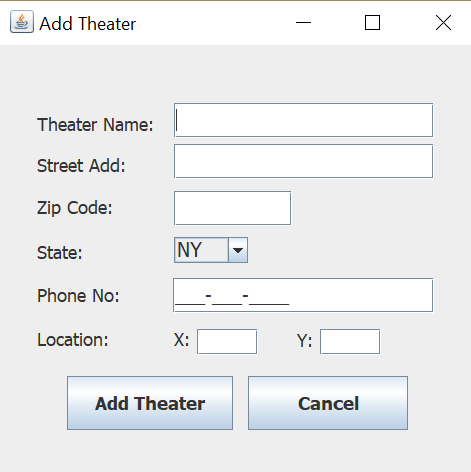 Add Theater
Theater Name:
Street Add:
Zip Code:
State: NY
Phone No: ___-___-____
Location: X: Y:
Add Theater Cancel